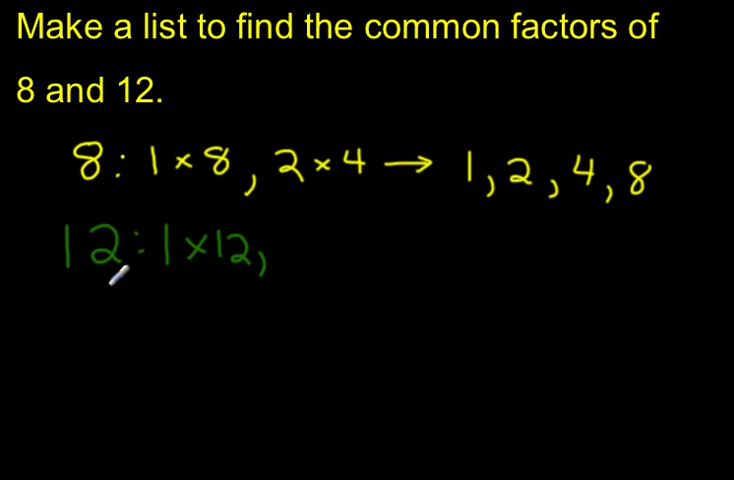 Make a list to find the common factors of
8 and 12.
8: 1 × 8, 2 × 4 → 1, 2, 4, 8
12: 1 × 12,